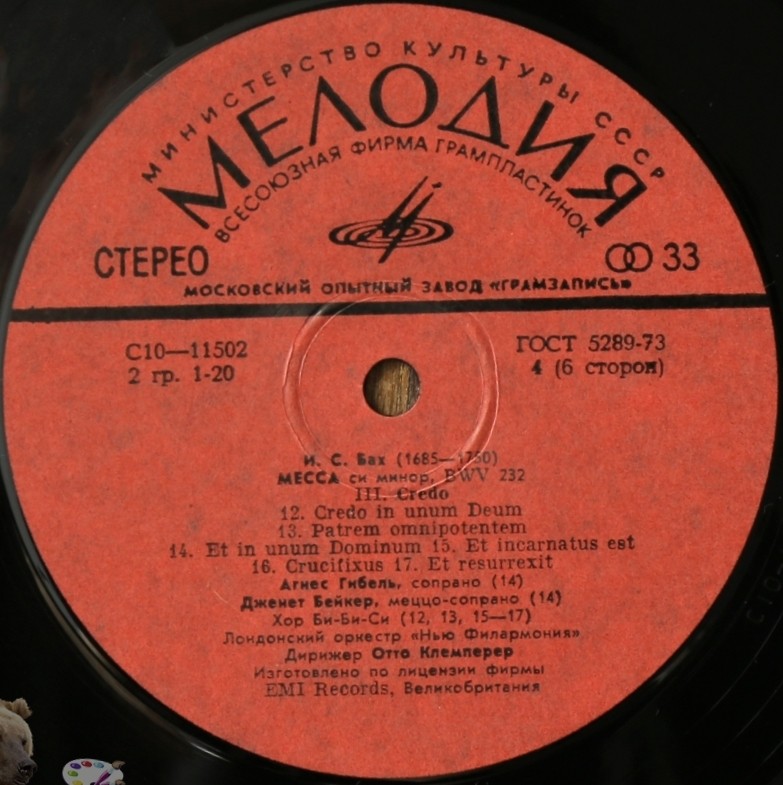 МИНИСТЕРСТВО КУЛЬТУРЫ СССР
МЕЛОДИЯ
ВСЕСОЮЗНАЯ ФИРМА ГРАМПЛАСТИНОК
СТЕРЕО
33
МОСКОВСКИЙ ОПЫТНЫЙ ЗАВОД «ГРАМЗАПИСЬ»
С10—11502
ГОСТ 5289-73
2 гр. 1-20
4 (6 сторон)
И. С. Бах (1685—1750)
МЕССА си минор, BWV 232
III. Credo
12. Credo in unum Deum
13. Patrem omnipotentem
14. Et in unum Dominum 15. Et incarnatus est
16. Crucifixus 17. Et resurrexit
Агнес Гибель, сопрано (14)
Дженет Бейкер, меццо-сопрано (14)
Хор Би-Би-Си (12, 13, 15—17)
Лондонский оркестр «Нью Филармония»
Дирижер Отто Клемперер
Изготовлено по лицензии фирмы
EMI Records, Великобритания